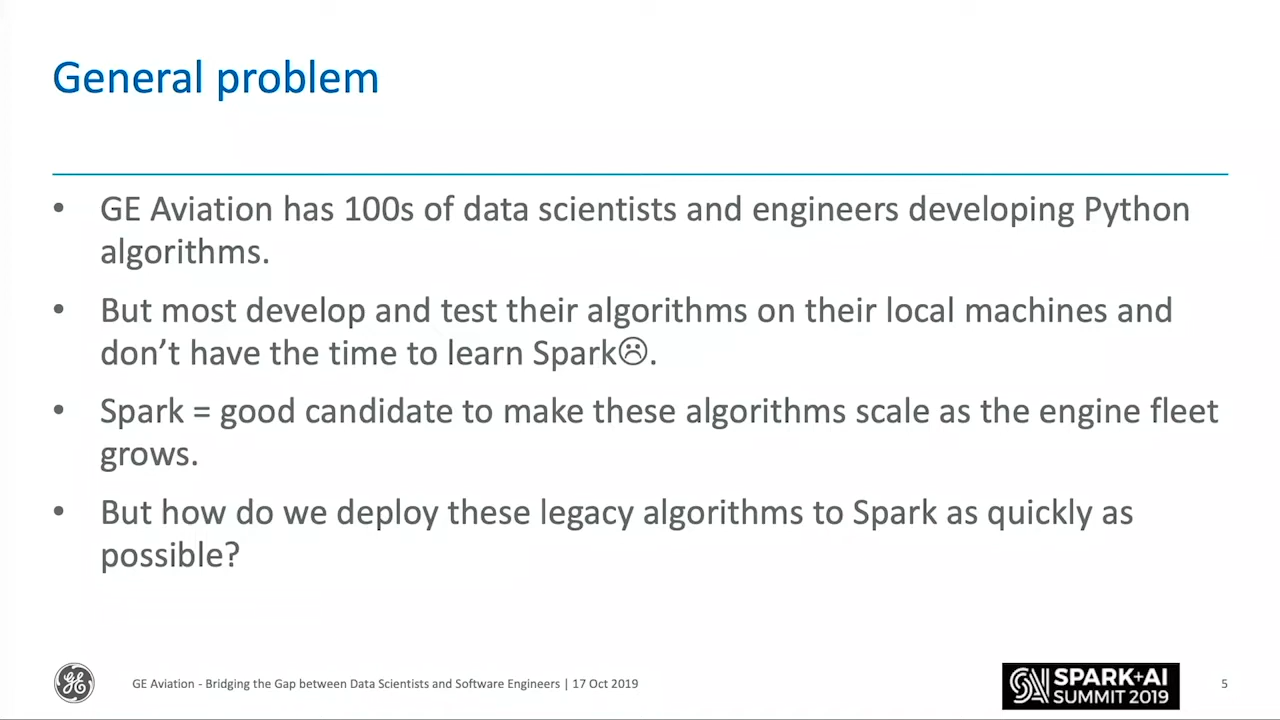 General problem
• GE Aviation has 100s of data scientists and engineers developing Python
algorithms.
• But most develop and test their algorithms on their local machines and
don’t have the time to learn Spark☹.
• Spark = good candidate to make these algorithms scale as the engine fleet
grows.
• But how do we deploy these legacy algorithms to Spark as quickly as
possible?
GE Aviation - Bridging the Gap between Data Scientists and Software Engineers | 17 Oct 2019
SPARK+AI
SUMMIT 2019
5